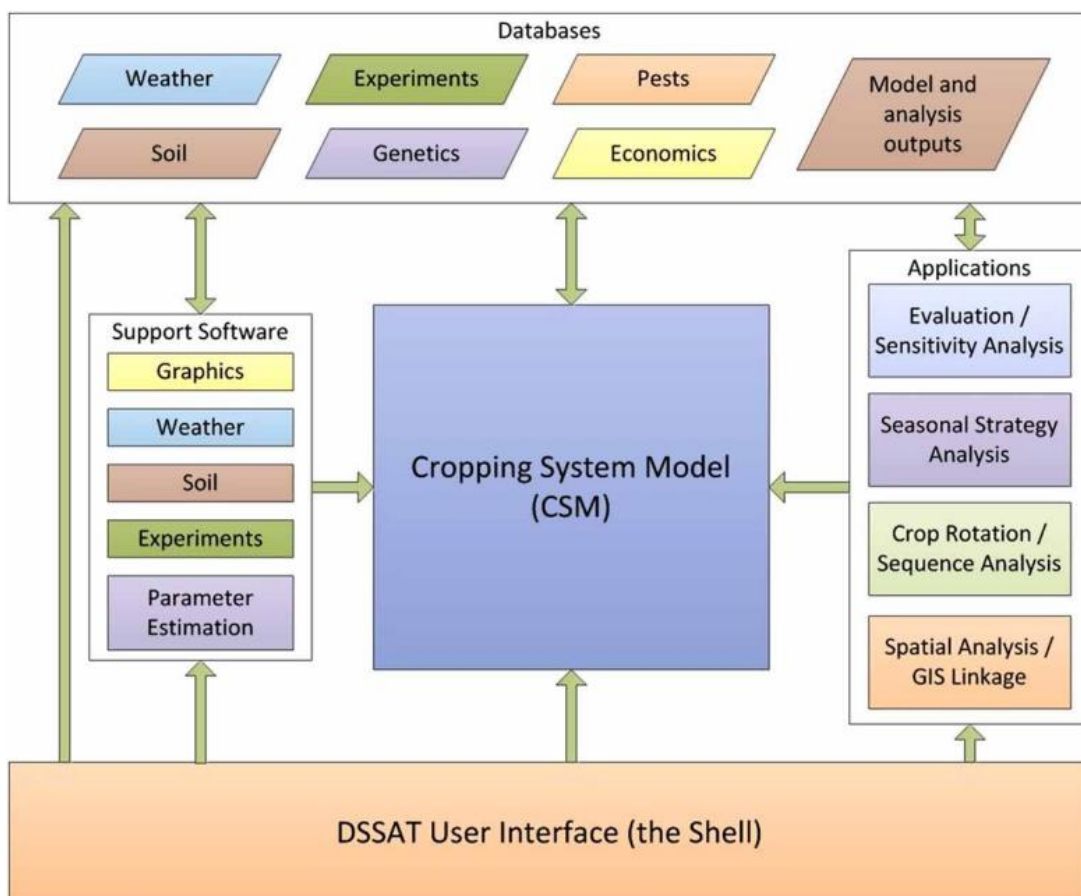 Databases
Weather
Experiments
Pests
Model and
analysis
outputs
Soil
Genetics
Economics
Support Software
Graphics
Weather
Soil
Experiments
Parameter
Estimation
Cropping System Model
(CSM)
Applications
Evaluation /
Sensitivity Analysis
Seasonal Strategy
Analysis
Crop Rotation /
Sequence Analysis
Spatial Analysis /
GIS Linkage
DSSAT User Interface (the Shell)